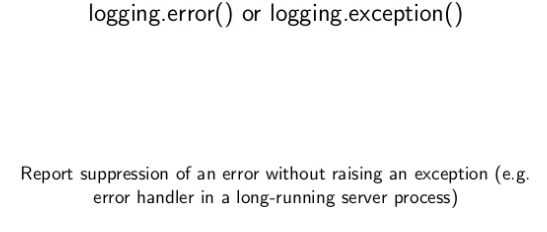 logging.error() or logging.exception()
Report suppression of an error without raising an exception (e.g.
error handler in a long-running server process)